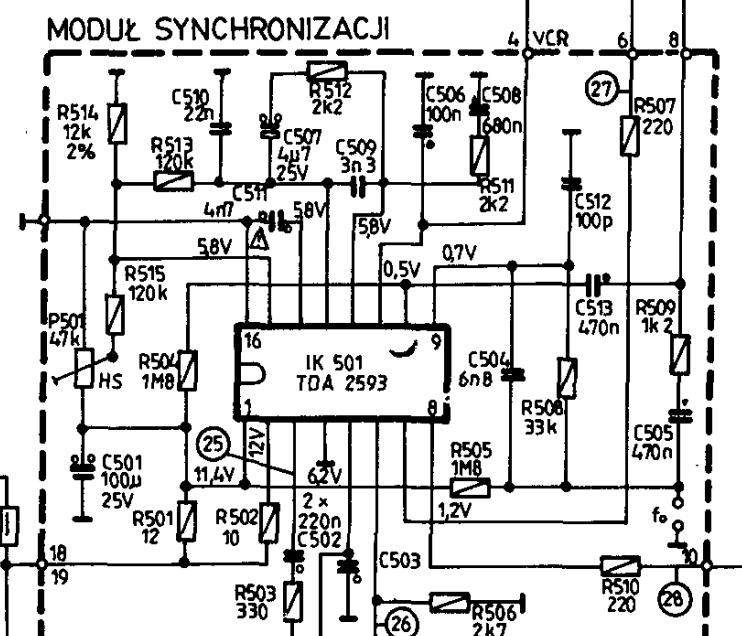 MODUŁ SYNCHRONIZACJI
4
VCR
6
8
27
R514
12k
2%
C510
22n
R512
2k2
C506
100n
C508
680n
R507
220
R513
120k
C507
4μ7
25V
C509
3n3
R511
2k2
C511
4n7
5,8V
5,8V
C512
100p
5,8V
0,7V
0,5V
R515
120k
P501
47k
HS
R504
1M8
16
9
IK 501
TDA 2593
1
8
C513
470n
R509
1k2
C504
6n8
R508
33k
C505
470n
25
12V
11,4V
6,2V
C501
100μ
25V
R505
1M8
R501
12
R502
10
2 x
220n
C502
1,2V
f₀
18
19
10
R503
330
C503
R510
220
28
R506
2k7
26